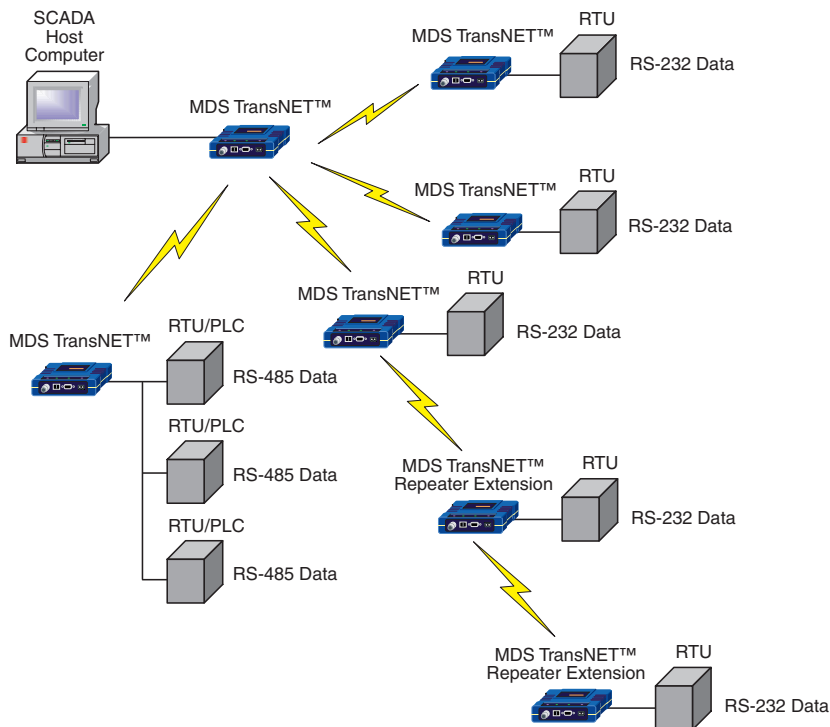 SCADA
Host
Computer
MDS TransNET™
MDS TransNET™
RTU
RS-232 Data
MDS TransNET™
RTU
RS-232 Data
MDS TransNET™
RTU
RS-232 Data
MDS TransNET™
RTU/PLC
RS-485 Data
RTU/PLC
RS-485 Data
RTU/PLC
RS-485 Data
MDS TransNET™
Repeater Extension
RTU
RS-232 Data
MDS TransNET™
Repeater Extension
RTU
RS-232 Data